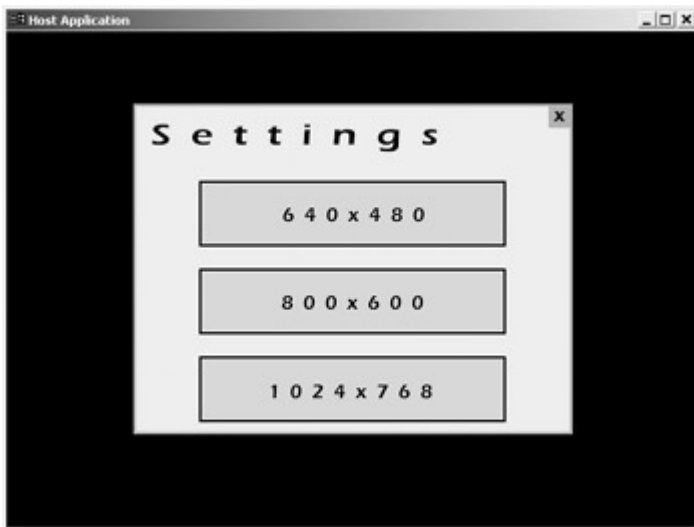 Host Application
x
Settings
640x480
800x600
1024x768